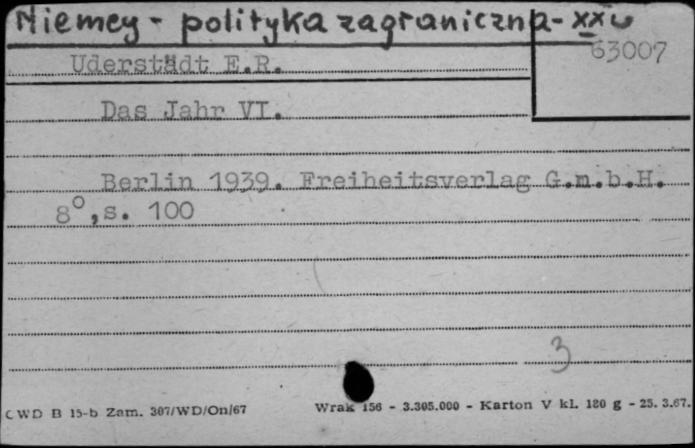 Niemcy - polityka zagraniczna - XX w
63007
Uderstädt E.R.
Das Jahr VI.
Berlin 1939. Freiheitsverlag G.m.b.H.
8°, s. 100
3
CWD B 15-b Zam. 307/WD/On/67 Wrak 156 - 3.305.000 - Karton V kl. 180 g - 25. 3.67.